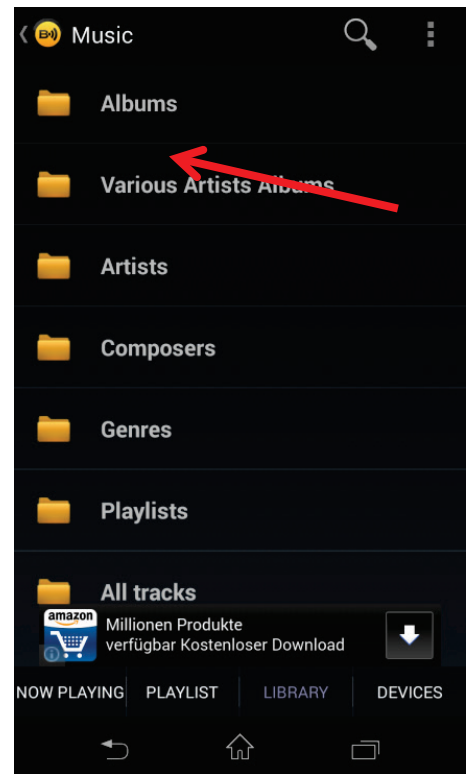 Music
Albums
Various Artists Albums
Artists
Composers
Genres
Playlists
All tracks
amazon
Millionen Produkte
verfügbar Kostenloser Download
NOW PLAYING PLAYLIST LIBRARY DEVICES